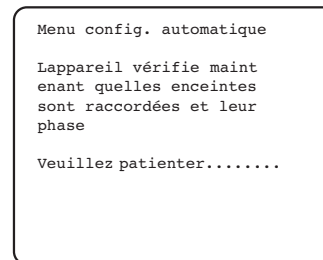 Menu config. automatique
Lappareil vérifie maint
enant quelles enceintes
sont raccordées et leur
phase
Veuillez patienter........